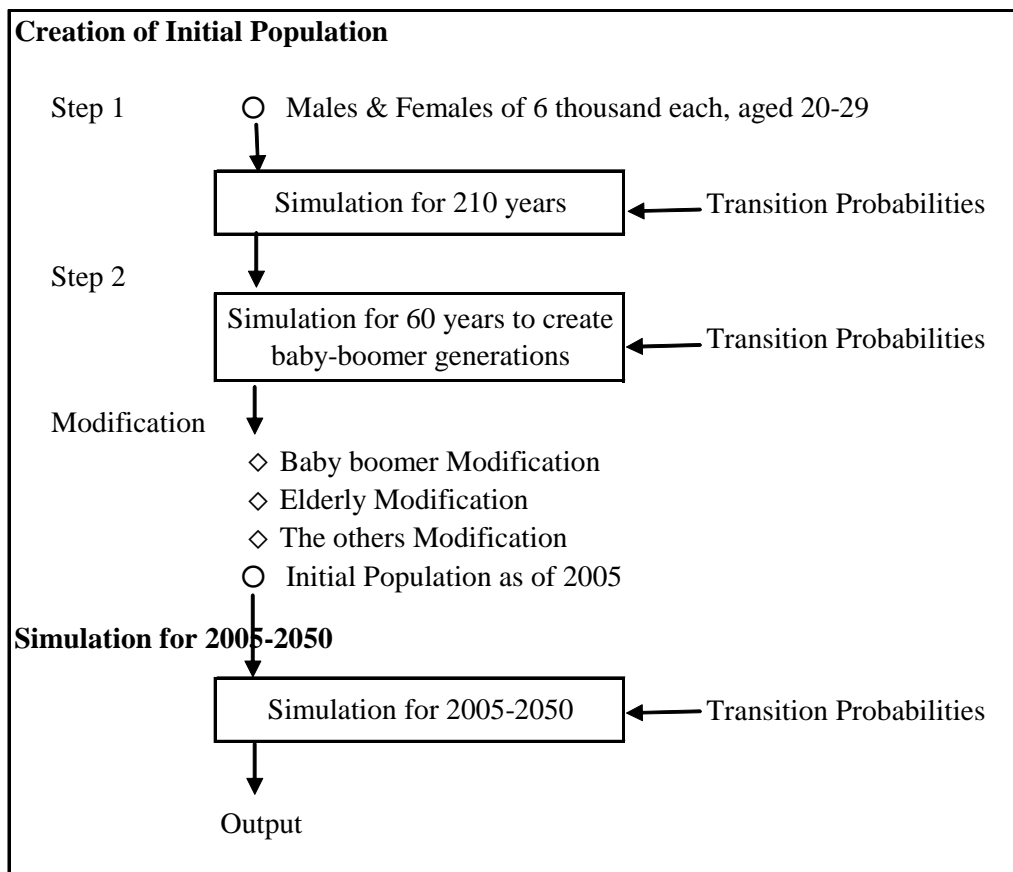 Creation of Initial Population
Step 1
Males & Females of 6 thousand each, aged 20-29
Simulation for 210 years
Transition Probabilities
Step 2
Simulation for 60 years to create
baby-boomer generations
Transition Probabilities
Modification
Baby boomer Modification
Elderly Modification
The others Modification
Initial Population as of 2005
Simulation for 2005-2050
Simulation for 2005-2050
Transition Probabilities
Output